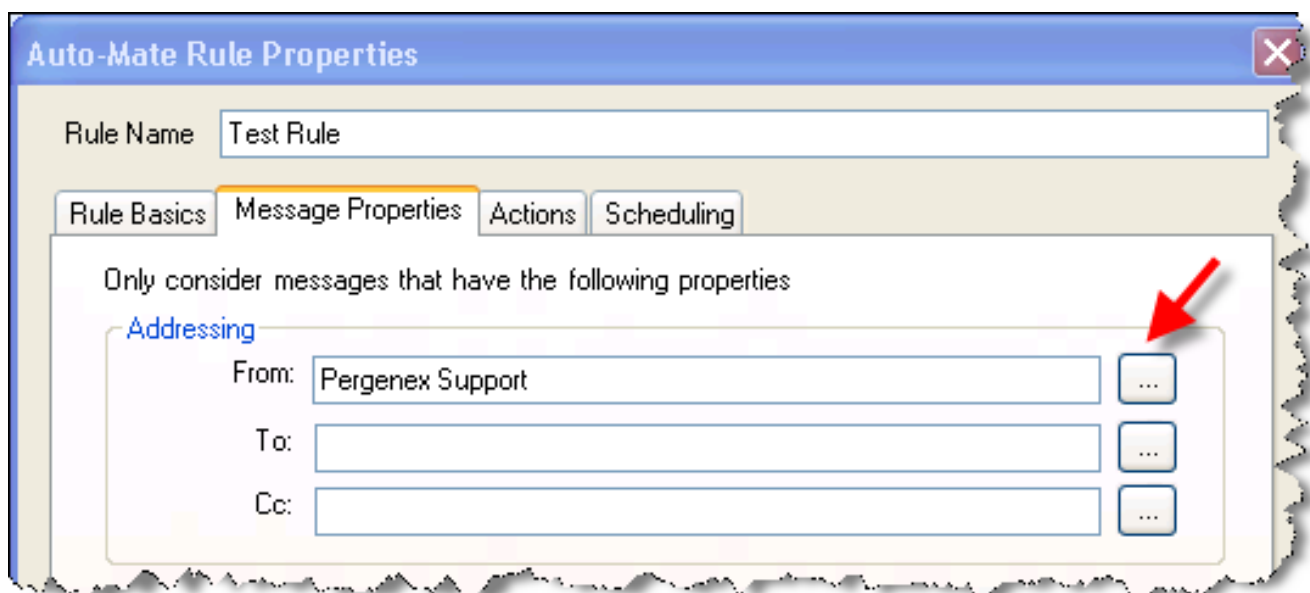 Auto-Mate Rule Properties
Rule Name Test Rule
Rule Basics Message Properties Actions Scheduling
Only consider messages that have the following properties
Addressing
From: Pergenex Support ...
To: ...
Cc: ...